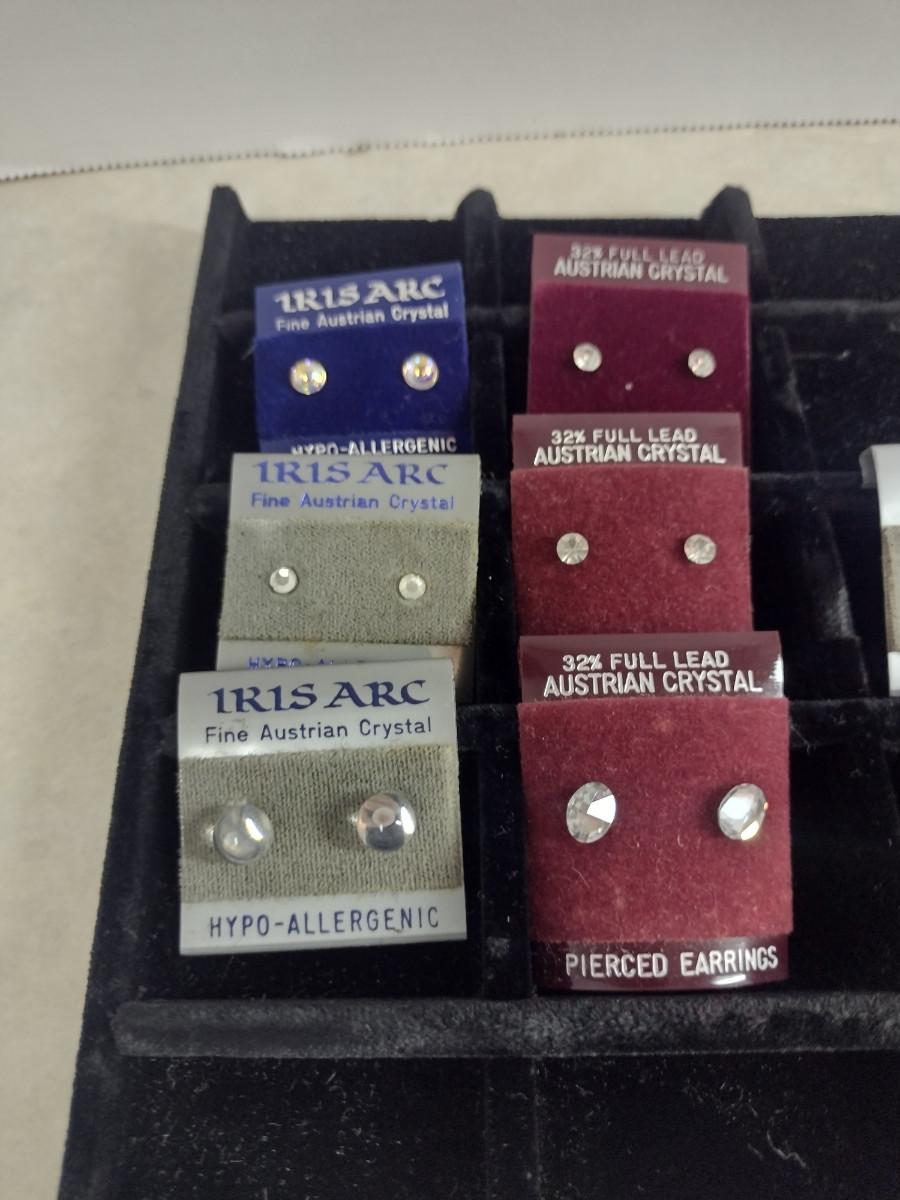 IRIS ARC
Fine Austrian Crystal
HYPO-ALLERGENIC
IRIS ARC
Fine Austrian Crystal
IRIS ARC
Fine Austrian Crystal
HYPO-ALLERGENIC
32% FULL LEAD
AUSTRIAN CRYSTAL
32% FULL LEAD
AUSTRIAN CRYSTAL
32% FULL LEAD
AUSTRIAN CRYSTAL
PIERCED EARRINGS